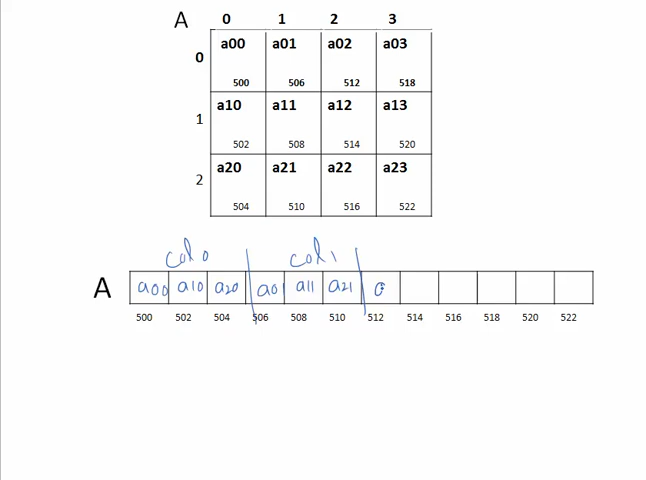 A 0 1 2 3
0 a00 a01 a02 a03
500 506 512 518
1 a10 a11 a12 a13
502 508 514 520
2 a20 a21 a22 a23
504 510 516 522
col 0 col 1
A a00 a10 a20 a01 a11 a21
500 502 504 506 508 510 512 514 516 518 520 522